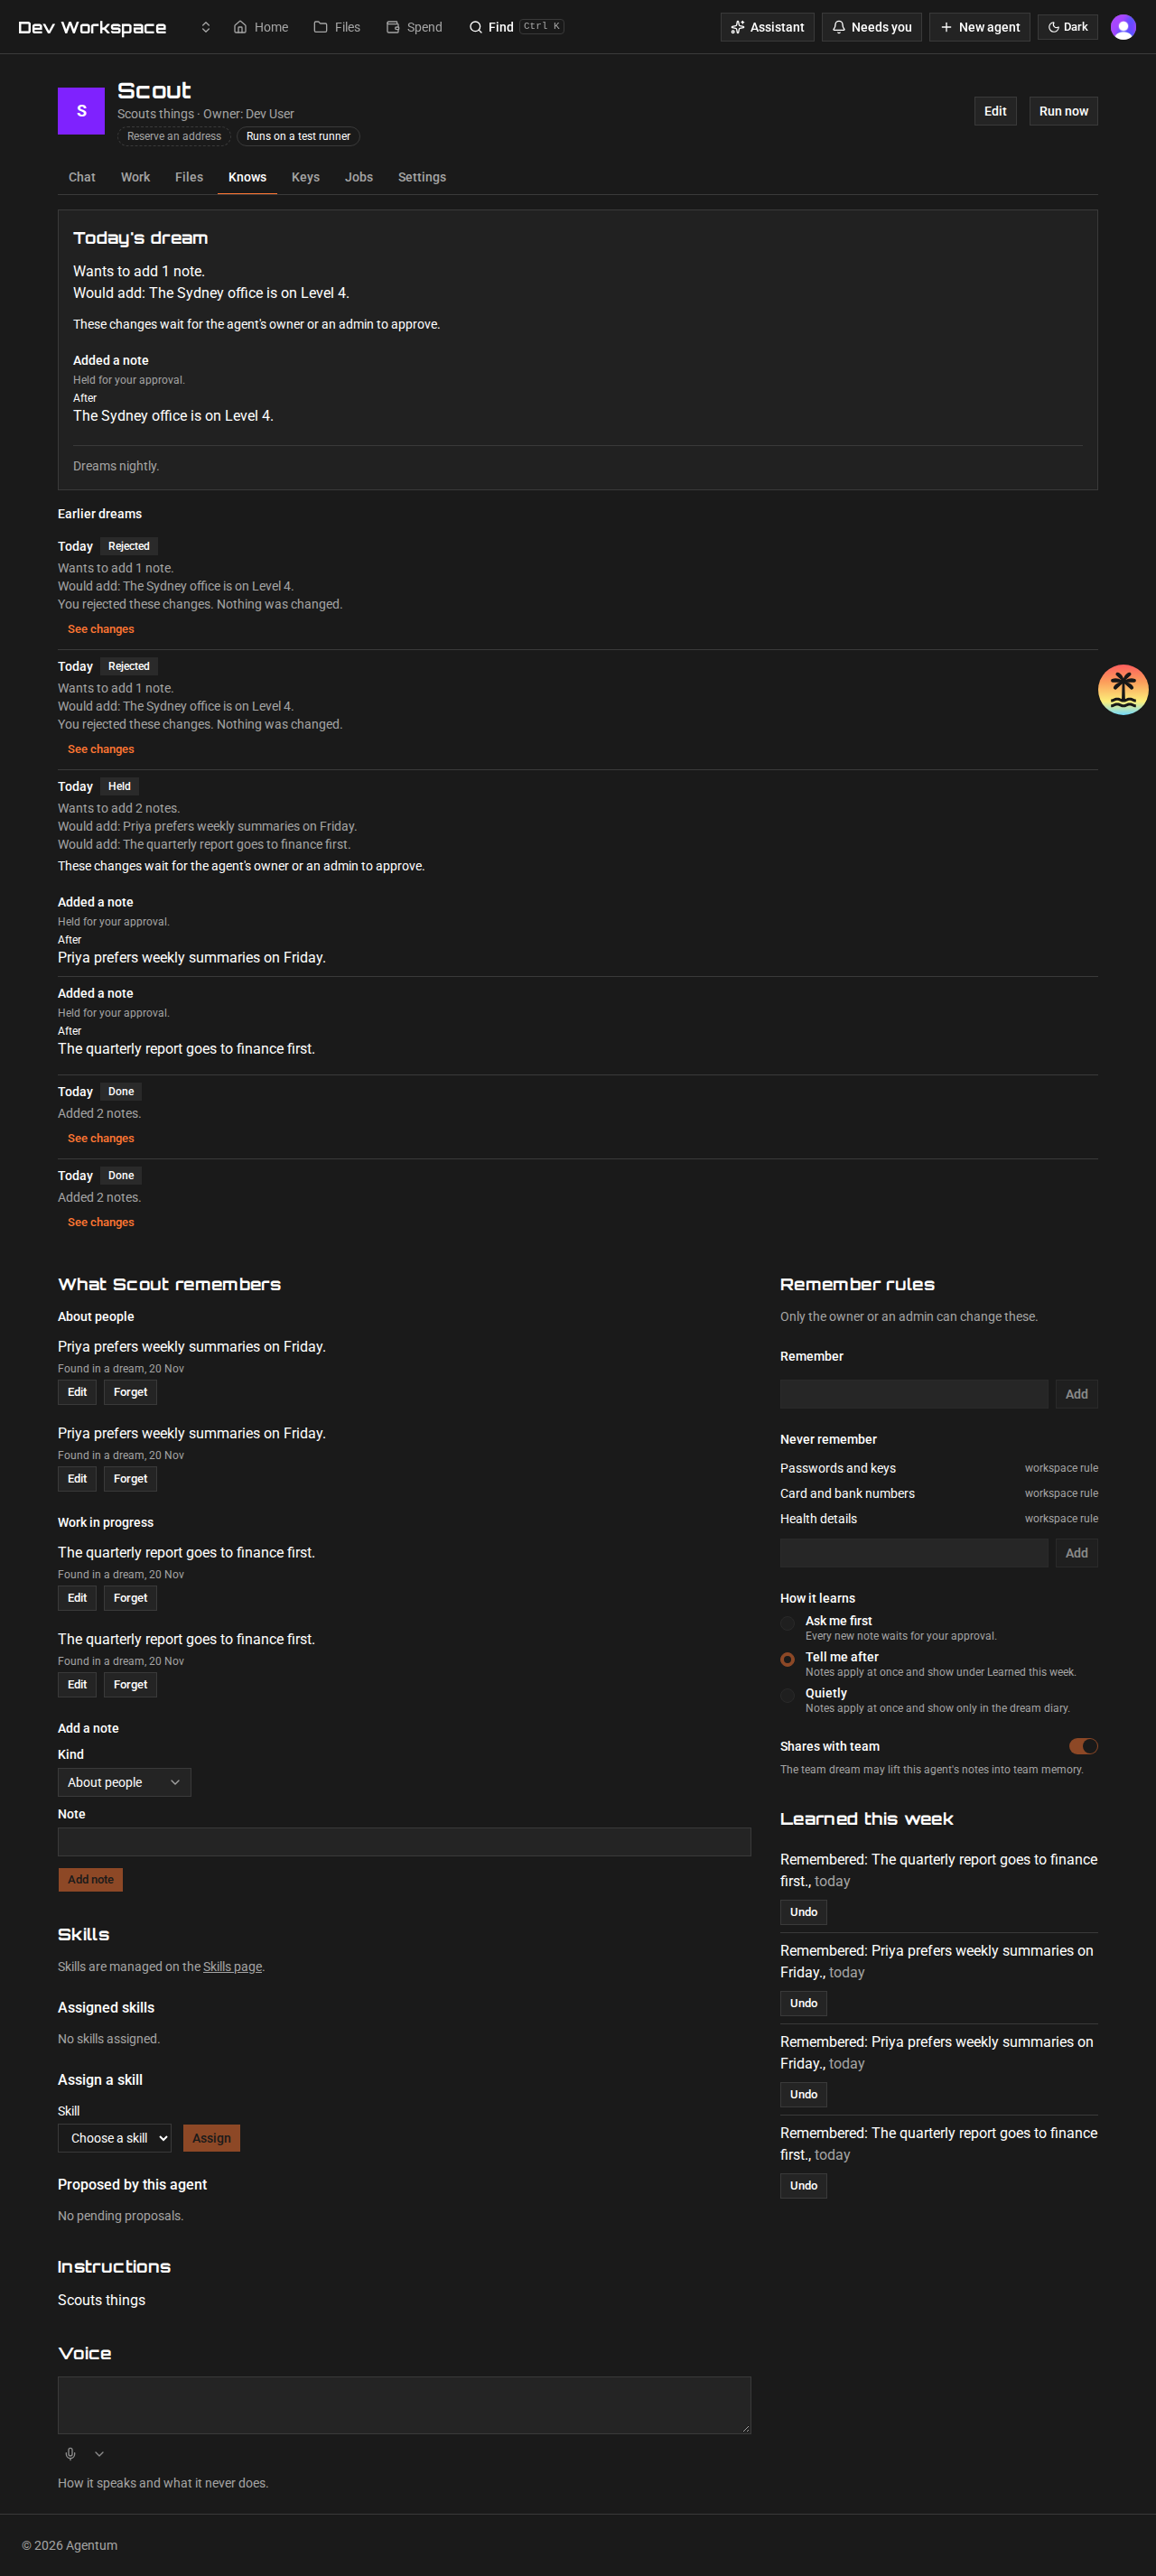 Dev Workspace
Home
Files
Spend
Find Ctrl K
Assistant
Needs you
New agent
Dark
S
Scout
Scouts things · Owner: Dev User
Reserve an address
Runs on a test runner
Edit
Run now
Chat
Work
Files
Knows
Keys
Jobs
Settings
Today's dream
Wants to add 1 note.
Would add: The Sydney office is on Level 4.
These changes wait for the agent's owner or an admin to approve.
Added a note
Held for your approval.
After
The Sydney office is on Level 4.
Dreams nightly.
Earlier dreams
Today Rejected
Wants to add 1 note.
Would add: The Sydney office is on Level 4.
You rejected these changes. Nothing was changed.
See changes
Today Rejected
Wants to add 1 note.
Would add: The Sydney office is on Level 4.
You rejected these changes. Nothing was changed.
See changes
Today Held
Wants to add 2 notes.
Would add: Priya prefers weekly summaries on Friday.
Would add: The quarterly report goes to finance first.
These changes wait for the agent's owner or an admin to approve.
Added a note
Held for your approval.
After
Priya prefers weekly summaries on Friday.
Added a note
Held for your approval.
After
The quarterly report goes to finance first.
Today Done
Added 2 notes.
See changes
Today Done
Added 2 notes.
See changes
What Scout remembers
About people
Priya prefers weekly summaries on Friday.
Found in a dream, 20 Nov
Edit
Forget
Priya prefers weekly summaries on Friday.
Found in a dream, 20 Nov
Edit
Forget
Work in progress
The quarterly report goes to finance first.
Found in a dream, 20 Nov
Edit
Forget
The quarterly report goes to finance first.
Found in a dream, 20 Nov
Edit
Forget
Add a note
Kind
About people
Note
Add note
Skills
Skills are managed on the Skills page.
Assigned skills
No skills assigned.
Assign a skill
Skill
Choose a skill
Assign
Proposed by this agent
No pending proposals.
Instructions
Scouts things
Voice
How it speaks and what it never does.
Remember rules
Only the owner or an admin can change these.
Remember
Add
Never remember
Passwords and keys workspace rule
Card and bank numbers workspace rule
Health details workspace rule
Add
How it learns
Ask me first
Every new note waits for your approval.
Tell me after
Notes apply at once and show under Learned this week.
Quietly
Notes apply at once and show only in the dream diary.
Shares with team
The team dream may lift this agent's notes into team memory.
Learned this week
Remembered: The quarterly report goes to finance
first., today
Undo
Remembered: Priya prefers weekly summaries on
Friday., today
Undo
Remembered: Priya prefers weekly summaries on
Friday., today
Undo
Remembered: The quarterly report goes to finance
first., today
Undo
© 2026 Agentum